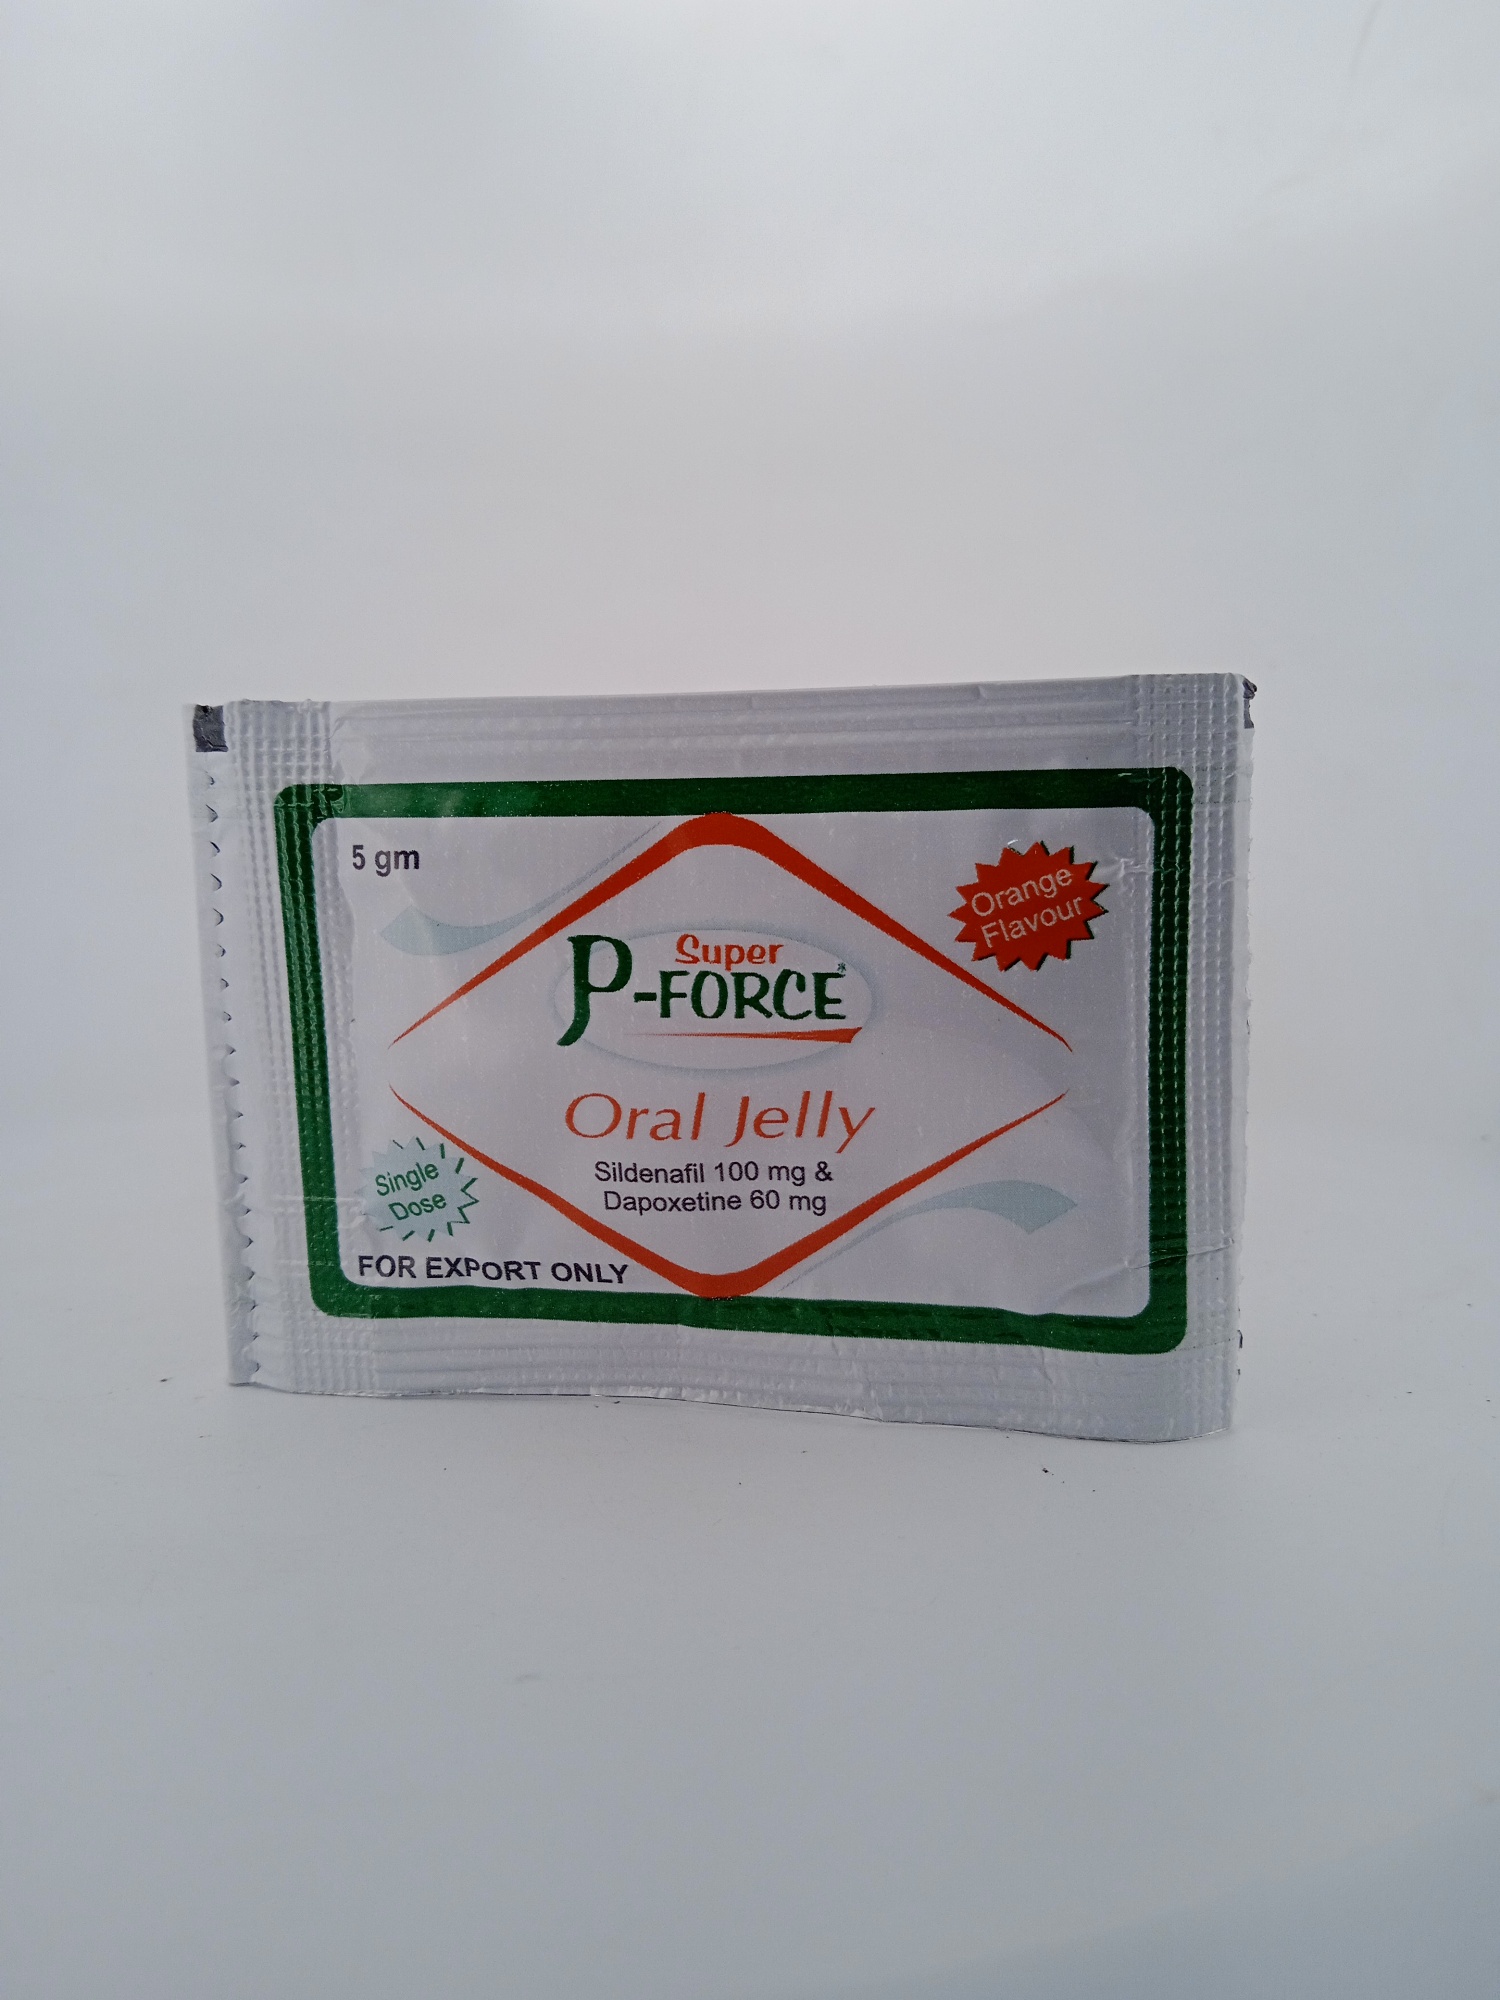 5 gm
Orange
Flavour
Super
P-FORCE
Oral Jelly
Sildenafil 100 mg &
Dapoxetine 60 mg
Single
Dose
FOR EXPORT ONLY